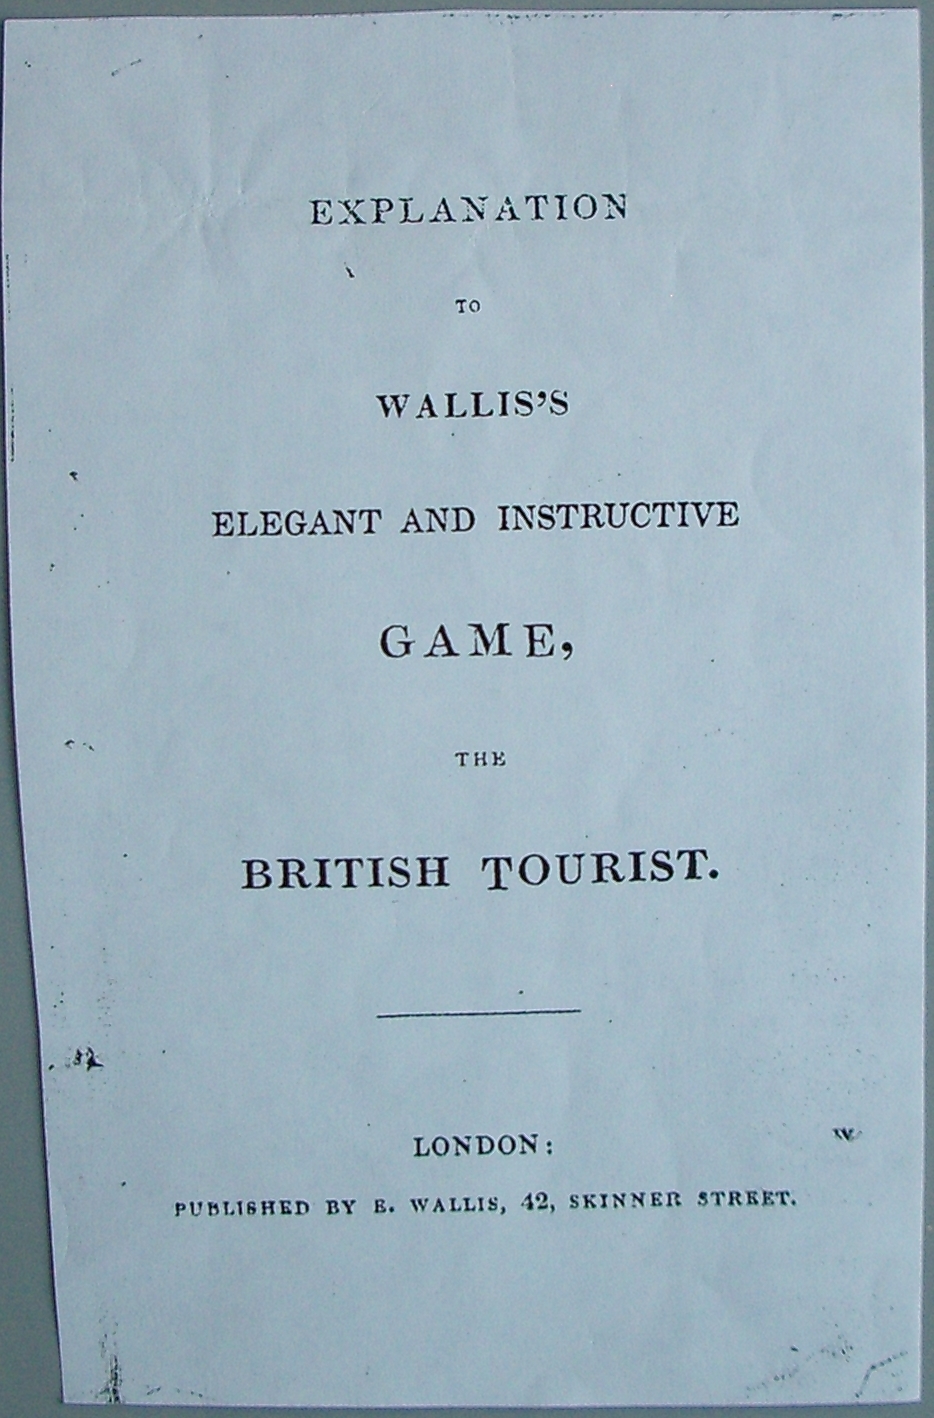 EXPLANATION
TO
WALLIS'S
ELEGANT AND INSTRUCTIVE
GAME,
THE
BRITISH TOURIST.
LONDON:
PUBLISHED BY E. WALLIS, 42, SKINNER STREET.